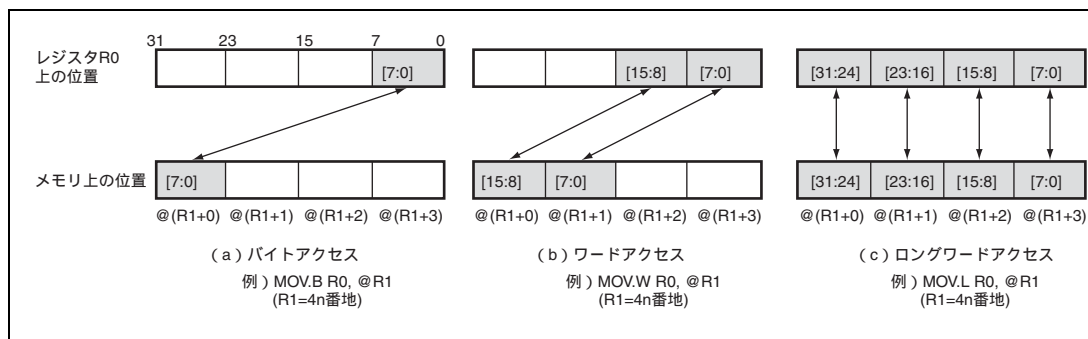 31 23 15 7 0
レジスタR0
上の位置
[7:0] [15:8] [7:0] [31:24] [23:16] [15:8] [7:0]
メモリ上の位置
[7:0] [15:8] [7:0] [31:24] [23:16] [15:8] [7:0]
@(R1+0) @(R1+1) @(R1+2) @(R1+3) @(R1+0) @(R1+1) @(R1+2) @(R1+3) @(R1+0) @(R1+1) @(R1+2) @(R1+3)
（a）バイトアクセス
例）MOV.B R0, @R1
(R1=4n番地)
（b）ワードアクセス
例）MOV.W R0, @R1
(R1=4n番地)
（c）ロングワードアクセス
例）MOV.L R0, @R1
(R1=4n番地)